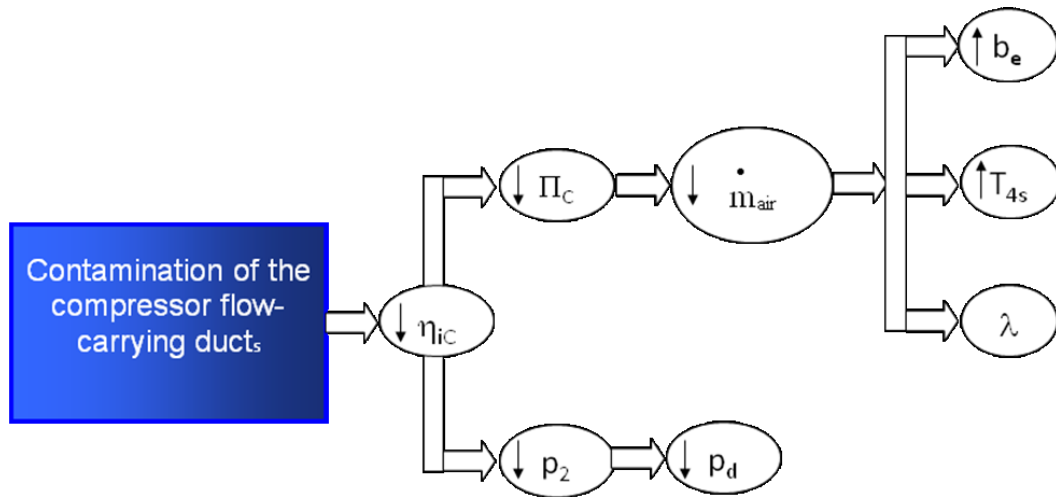 Contamination of the
compressor flow-
carrying ducts
↓ ηiC
↓ ΠC
↓ ṁair
↑ be
↑ T4s
λ
↓ p2
↓ pd